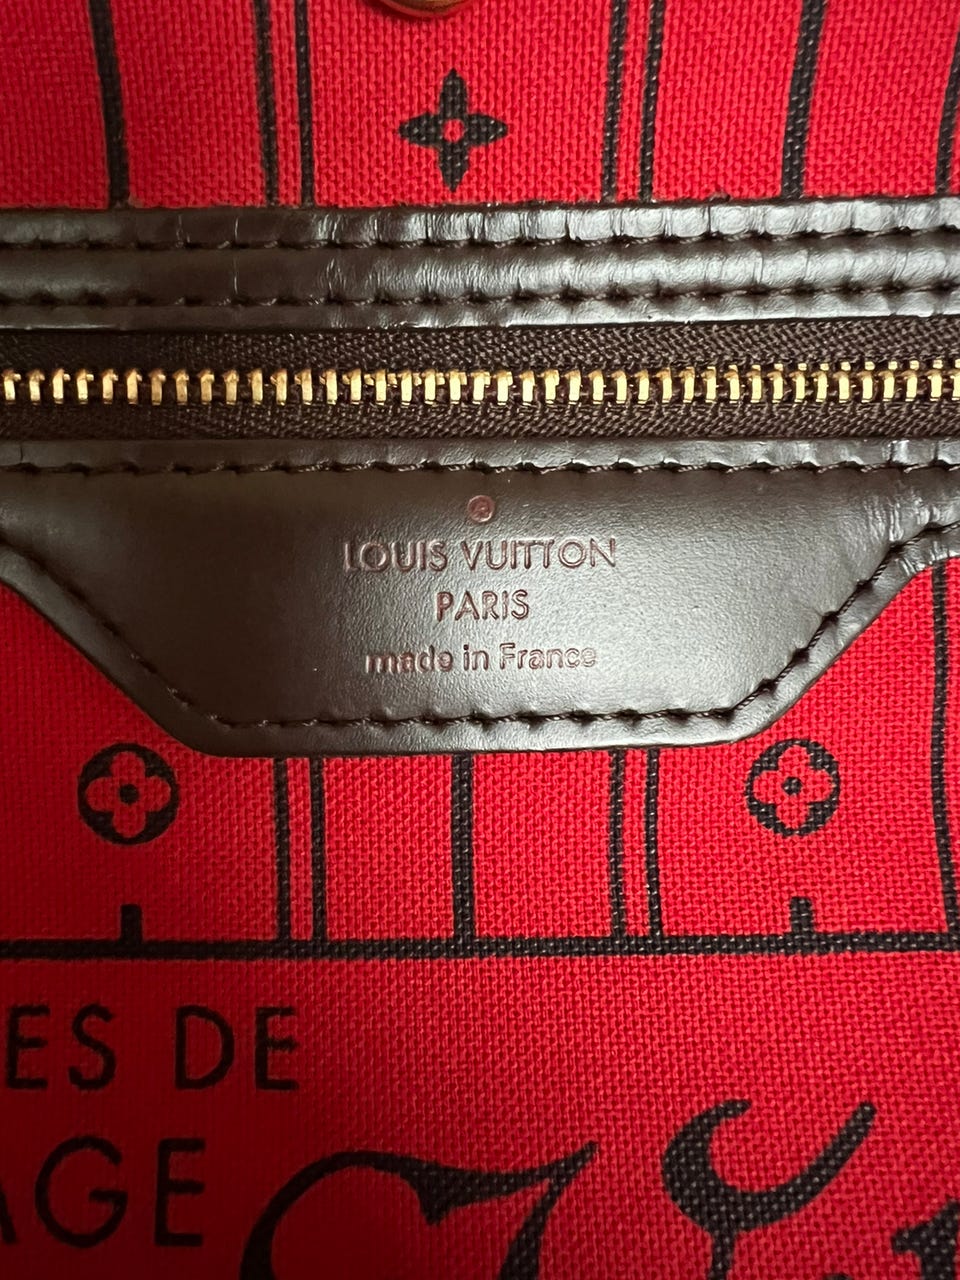 ®
LOUIS VUITTON
PARIS
made in France
ES DE
AGE